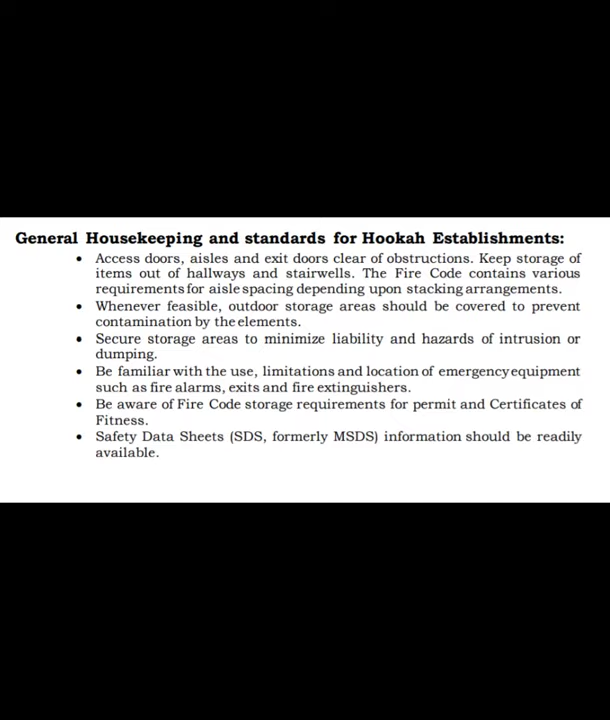 General Housekeeping and standards for Hookah Establishments:
• Access doors, aisles and exit doors clear of obstructions. Keep storage of
items out of hallways and stairwells. The Fire Code contains various
requirements for aisle spacing depending upon stacking arrangements.
• Whenever feasible, outdoor storage areas should be covered to prevent
contamination by the elements.
• Secure storage areas to minimize liability and hazards of intrusion or
dumping.
• Be familiar with the use, limitations and location of emergency equipment
such as fire alarms, exits and fire extinguishers.
• Be aware of Fire Code storage requirements for permit and Certificates of
Fitness.
• Safety Data Sheets (SDS, formerly MSDS) information should be readily
available.